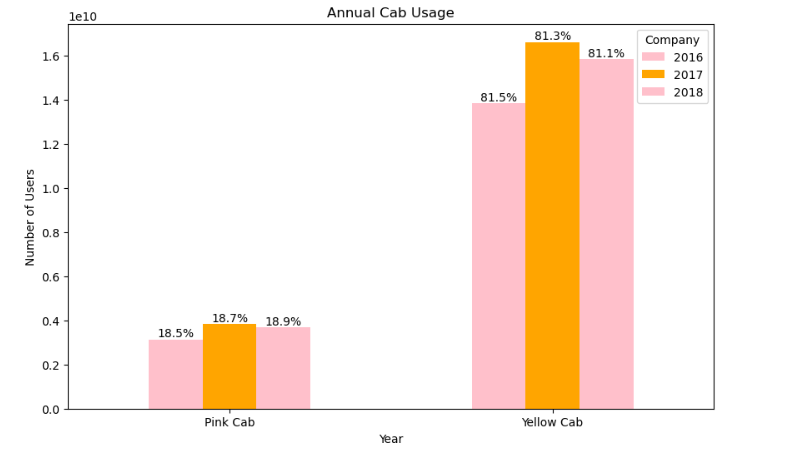 Annual Cab Usage
1e10
Number of Users
1.6
1.4
1.2
1.0
0.8
0.6
0.4
0.2
0.0
18.5%
18.7%
18.9%
81.5%
81.3%
81.1%
Company
2016
2017
2018
Pink Cab
Yellow Cab
Year